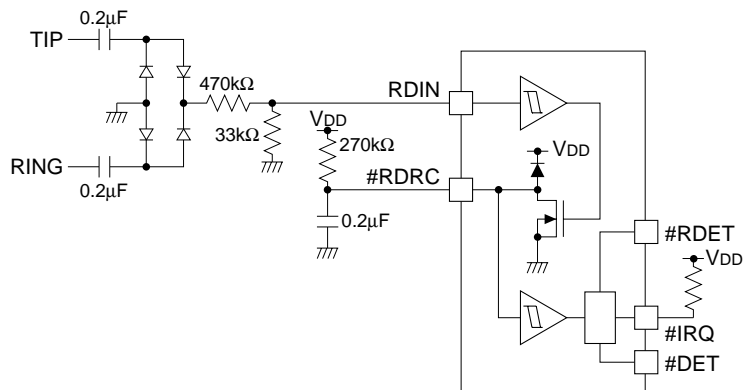 0.2µF
TIP
470kΩ
RDIN
33kΩ
VDD
270kΩ
VDD
RING
0.2µF
#RDRC
0.2µF
#RDET
VDD
#IRQ
#DET